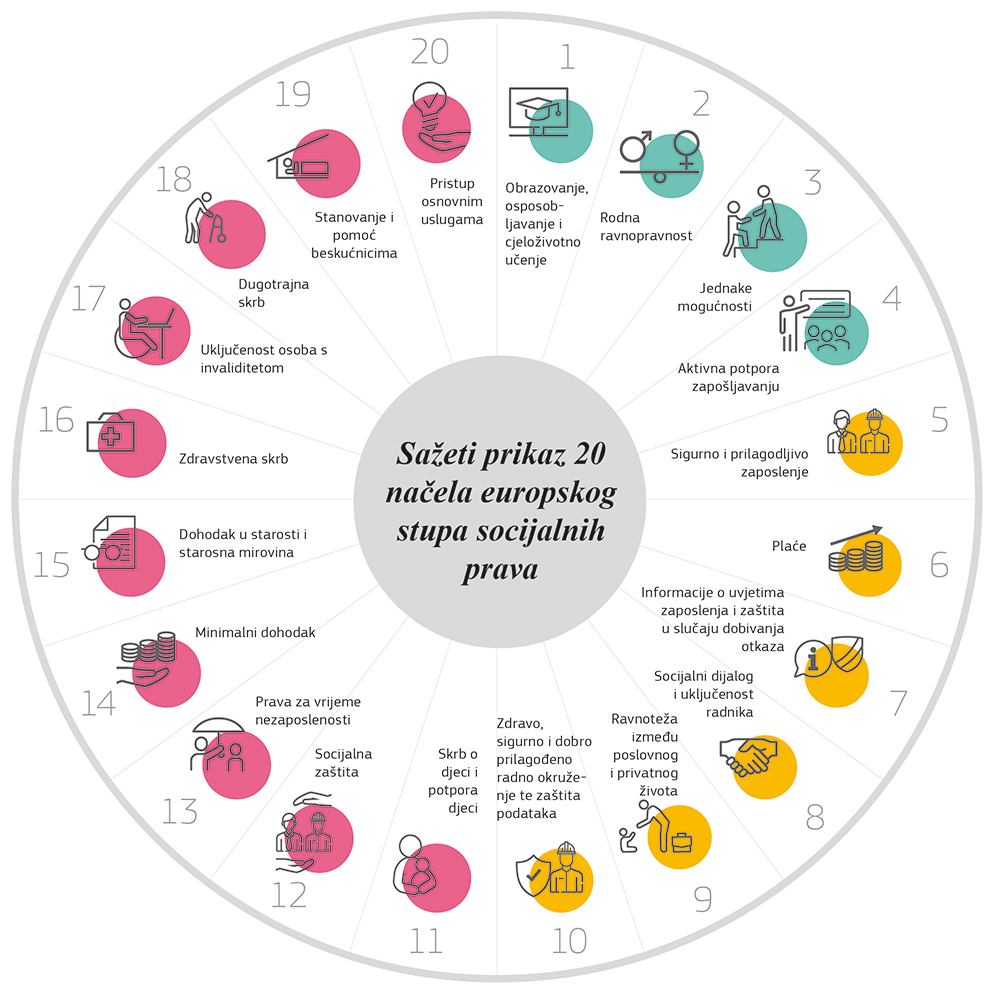 Sažeti prikaz 20
načela europskog
stupa socijalnih
prava
1
Obrazovanje,
osposob-
ljavanje i
cjeloživotno
učenje
2
Rodna
ravnopravnost
3
Jednake
mogućnosti
4
Aktivna potpora
zapošljavanju
5
Sigurno i prilagodljivo
zaposlenje
6
Plaće
7
Informacije o uvjetima
zaposlenja i zaštita
u slučaju dobivanja
otkaza
8
Socijalni dijalog
i uključenost
radnika
9
Ravnoteža
između
poslovnog
i privatnog
života
10
Zdravo,
sigurno i dobro
prilagođeno
radno okruže-
nje te zaštita
podataka
11
Skrb o
djeci i
potpora
djeci
12
Socijalna
zaštita
13
Prava za vrijeme
nezaposlenosti
14
Minimalni dohodak
15
Dohodak u starosti i
starosna mirovina
16
Zdravstvena skrb
17
Uključenost osoba s
invaliditetom
18
Dugotrajna
skrb
19
Stanovanje i
pomoć
beskućnicima
20
Pristup
osnovnim
uslugama